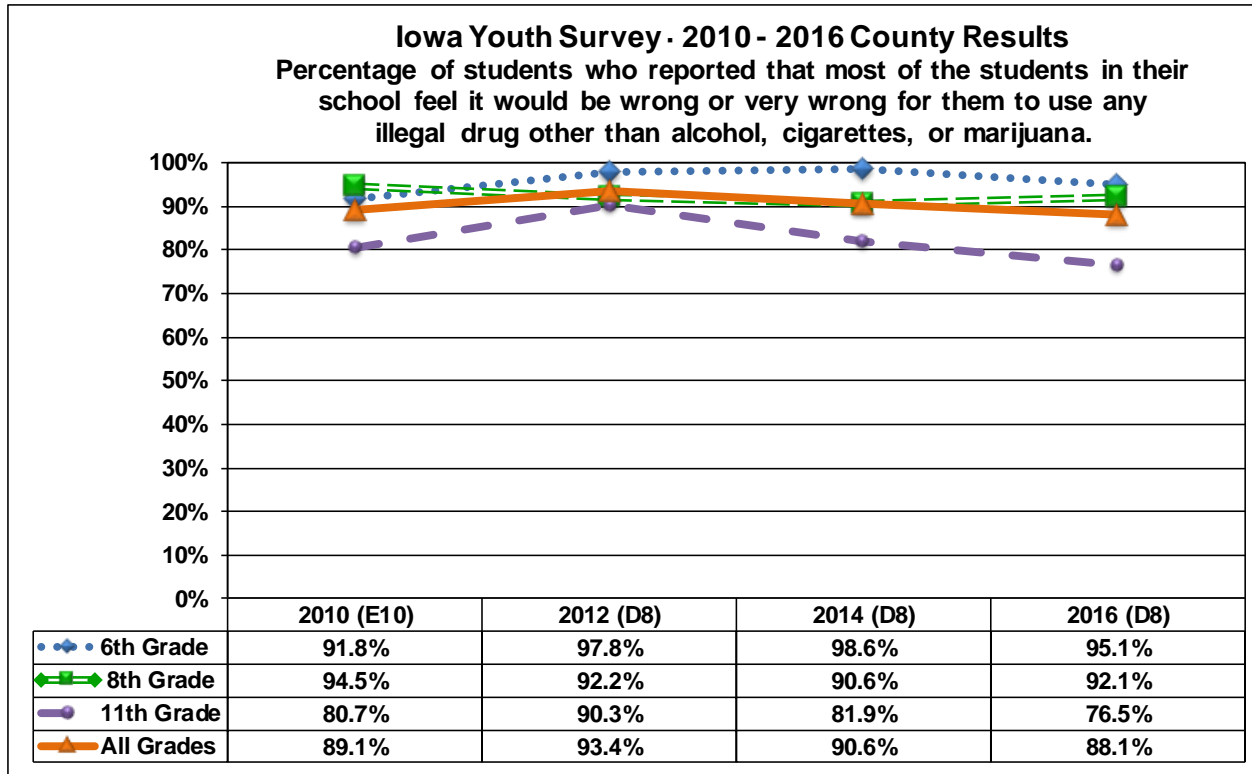 Iowa Youth Survey · 2010 - 2016 County Results
Percentage of students who reported that most of the students in their
school feel it would be wrong or very wrong for them to use any
illegal drug other than alcohol, cigarettes, or marijuana.
100%
90%
80%
70%
60%
50%
40%
30%
20%
10%
0%
2010 (E10) 2012 (D8) 2014 (D8) 2016 (D8)
6th Grade 91.8% 97.8% 98.6% 95.1%
8th Grade 94.5% 92.2% 90.6% 92.1%
11th Grade 80.7% 90.3% 81.9% 76.5%
All Grades 89.1% 93.4% 90.6% 88.1%